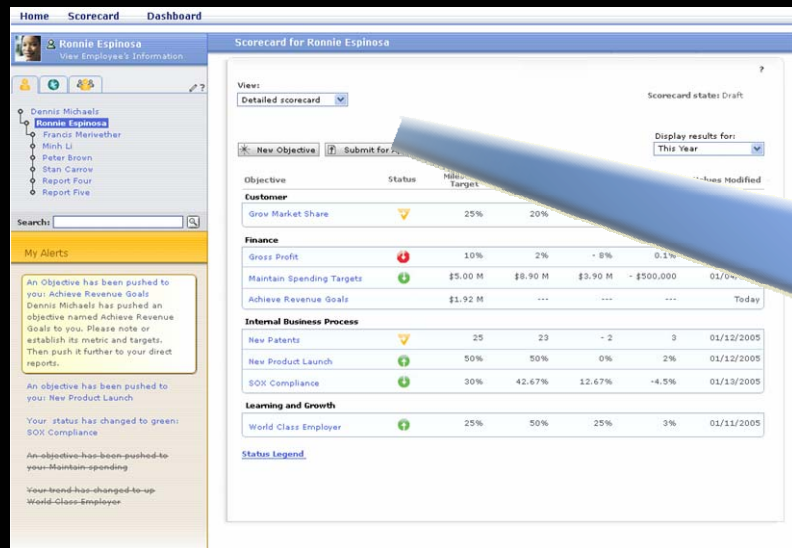 Home Scorecard Dashboard
Ronnie Espinosa
View Employee's Information
Scorecard for Ronnie Espinosa
?
View:
Detailed scorecard
Scorecard state: Draft
?
Dennis Michaels
Ronnie Espinosa
Francis Meriwether
Minh Li
Peter Brown
Stan Carrow
Report Four
Report Five
Search:
My Alerts
An Objective has been pushed to
you: Achieve Revenue Goals
Dennis Michaels has pushed an
objective named Achieve Revenue
Goals to you. Please note or
establish its metric and targets.
Then push it further to your direct
reports.
An objective has been pushed to
you: New Product Launch
Your status has changed to green:
SOX Compliance
An objective has been pushed to
your Maintain spending
Your trend has changed to up
World Class Employer
Display results for:
New Objective Submit for This Year
Objective Status Target Modified
Customer
Grow Market Share 25% 20%
Finance
Gross Profit 10% 2% - 8% 0.1%
Maintain Spending Targets $5.00 M $8.90 M $3.90 M - $500,000
Achieve Revenue Goals $1.92 M --- --- --- Today
Internal Business Process
New Patents 25 23 - 2 3 01/12/2005
New Product Launch 50% 50% 0% 2% 01/12/2005
SOX Compliance 30% 42.67% 12.67% -4.5% 01/13/2005
Learning and Growth
World Class Employer 25% 50% 25% 3% 01/11/2005
Status Legend